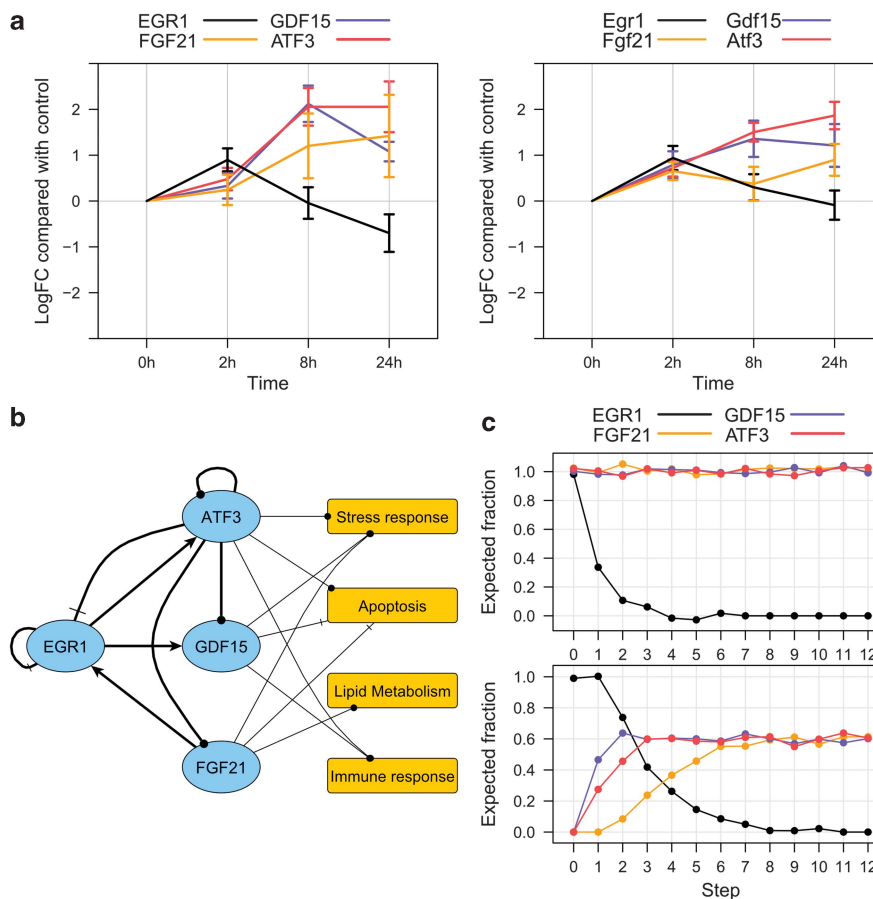 a
EGR1 GDF15
FGF21 ATF3
LogFC compared with control
2
1
0
−1
−2
0h 2h 8h 24h
Time
Egr1 Gdf15
Fgf21 Atf3
LogFC compared with control
2
1
0
−1
−2
0h 2h 8h 24h
Time
b
ATF3
EGR1
GDF15
FGF21
Stress response
Apoptosis
Lipid Metabolism
Immune response
c
EGR1 GDF15
FGF21 ATF3
Expected fraction
1.0
0.8
0.6
0.4
0.2
0.0
0 1 2 3 4 5 6 7 8 9 10 11 12
Expected fraction
1.0
0.8
0.6
0.4
0.2
0.0
0 1 2 3 4 5 6 7 8 9 10 11 12
Step